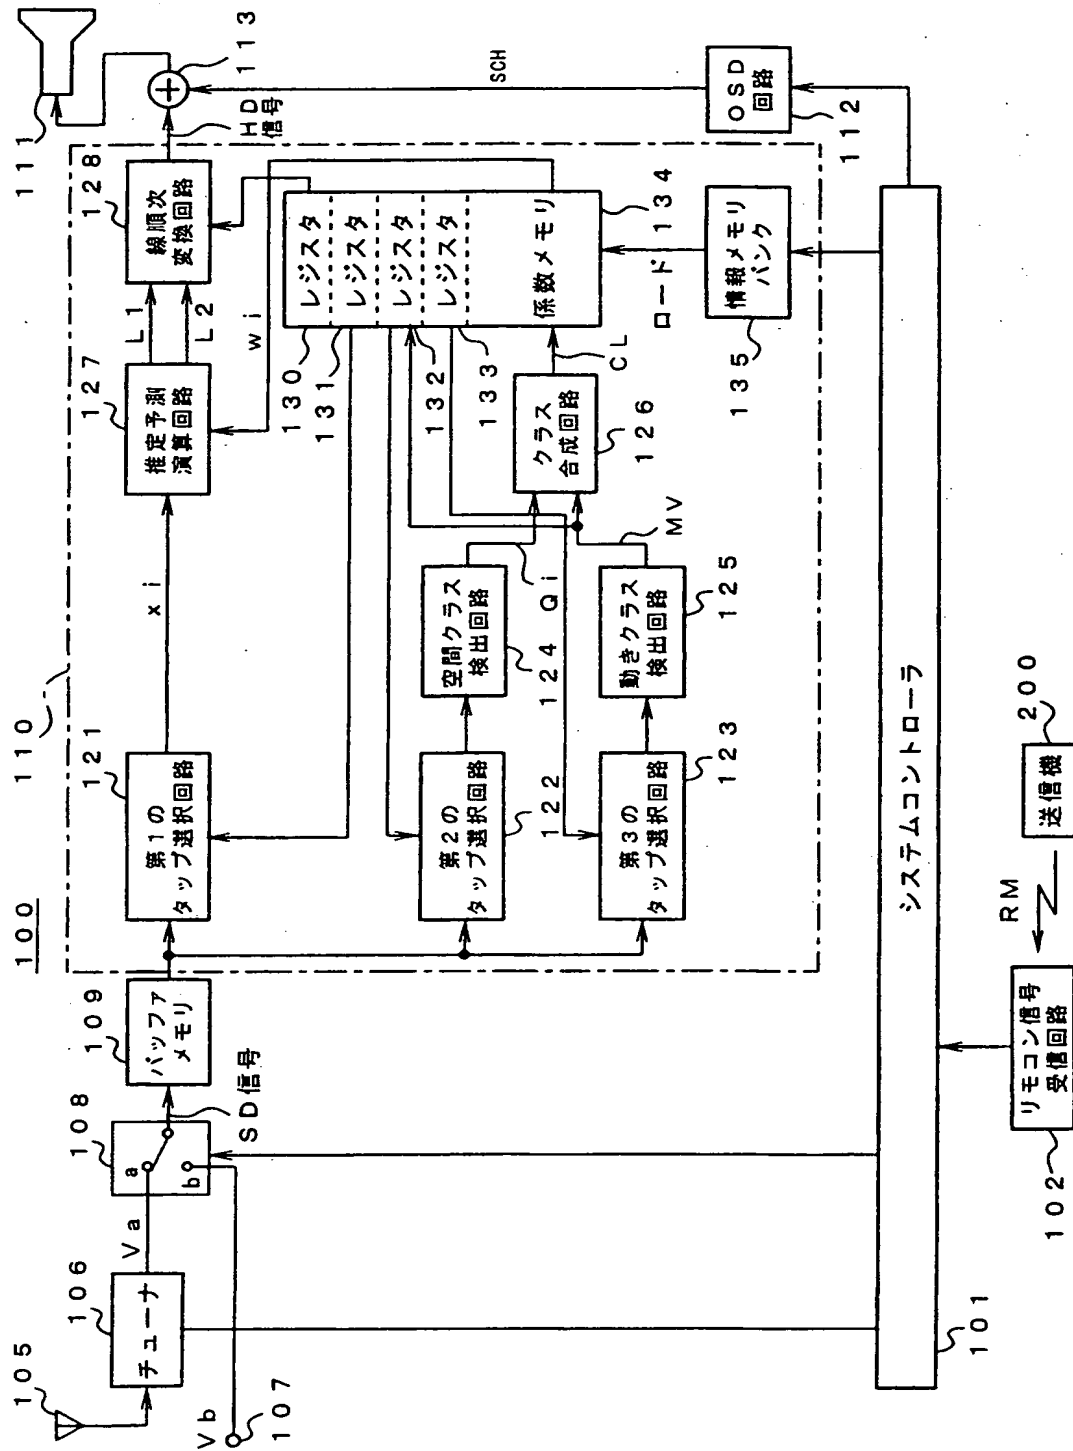 100
110
105
チューナ
106
Va
Vb
107
a
b
108
SD信号
バッファ
メモリ
109
第1の
タップ選択回路
121
xi
推定予測
演算回路
127
L1
L2
線順次
変換回路
128
HD
信号
113
111
wi
レジスタ
レジスタ
レジスタ
レジスタ
係数メモリ
130
131
132
133
134
第2の
タップ選択回路
122
空間クラス
検出回路
124
Qi
クラス
合成回路
126
CL
第3の
タップ選択回路
123
動きクラス
検出回路
125
MV
ロード
情報メモリ
バンク
135
OSD
回路
112
SCH
システムコントローラ
101
リモコン信号
受信回路
102
RM
送信機
200